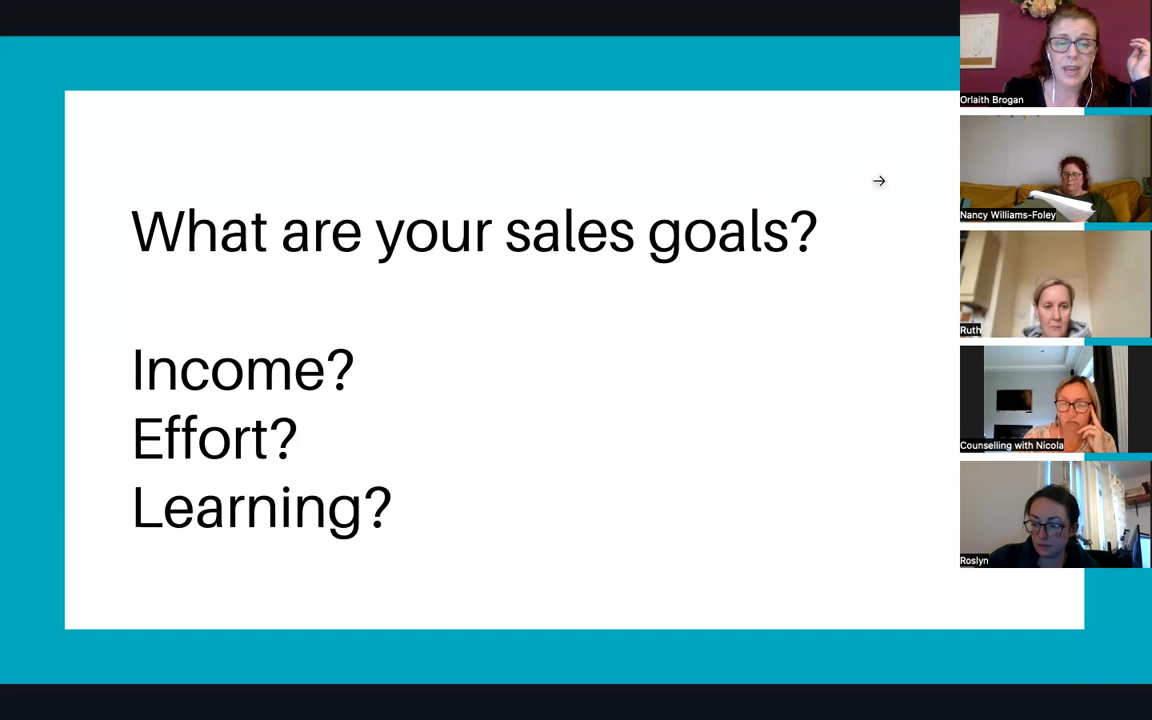 What are your sales goals?
Income?
Effort?
Learning?
Orlaith Brogan
Nancy Williams-Foley
Ruth
Counselling with Nicola
Roslyn